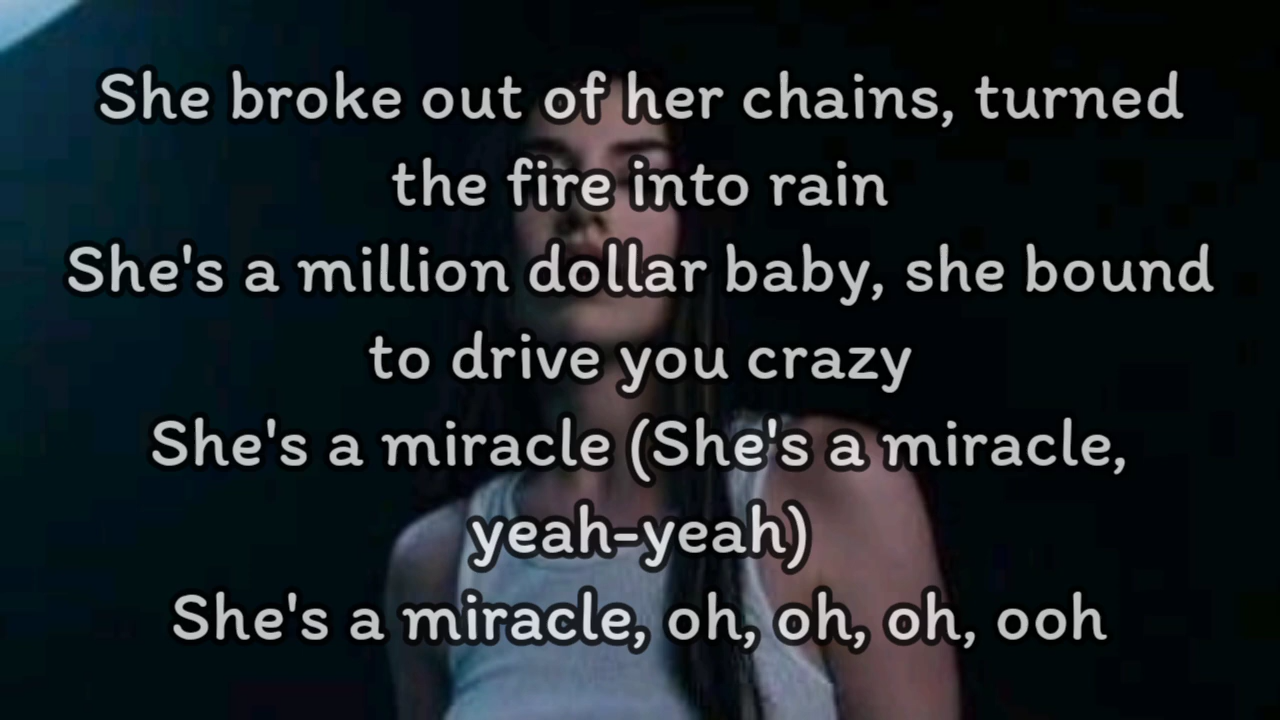 She broke out of her chains, turned
the fire into rain
She's a million dollar baby, she bound
to drive you crazy
She's a miracle (She's a miracle,
yeah-yeah)
She's a miracle, oh, oh, oh, ooh